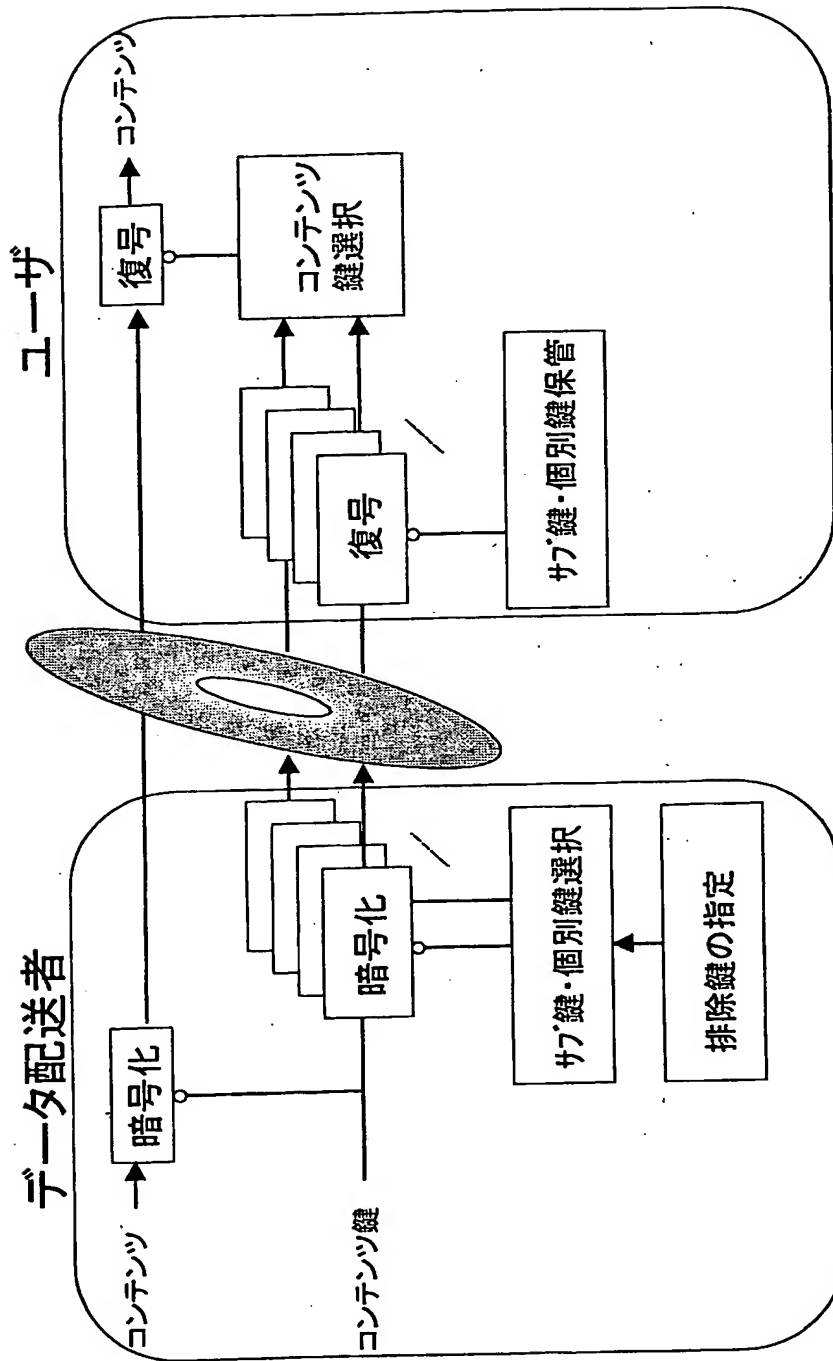 データ配送者
コンテンツ
暗号化
コンテンツ鍵
暗号化
サブ鍵・個別鍵選択
排除鍵の指定
ユーザ
復号
コンテンツ
コンテンツ
鍵選択
復号
サブ鍵・個別鍵保管